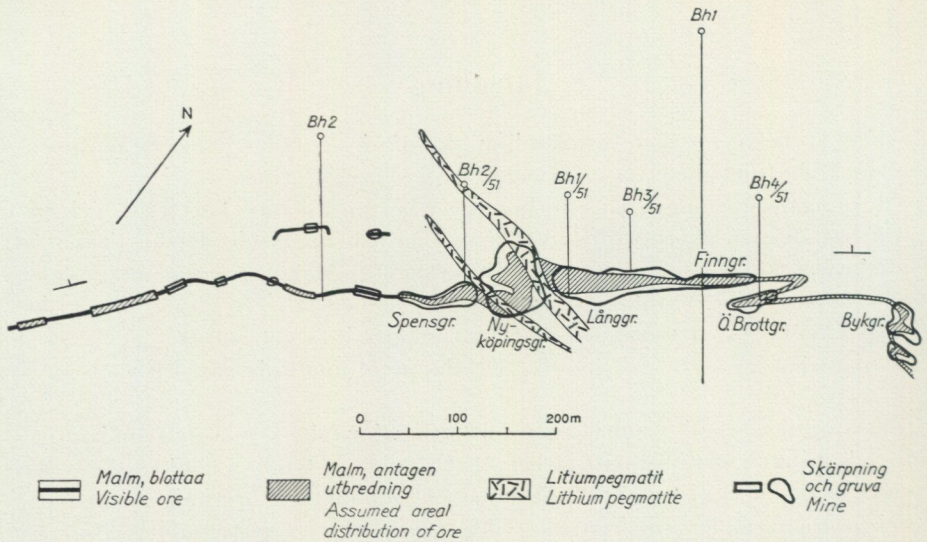 Bh1
N
Bh2
Bh2/51
Bh1/51
Bh3/51
Bh4/51
Finngr.
Spensgr.
Ny-
köpingsgr.
Långgr.
Ö.Brottgr.
Bykgr.
0 100 200m
Malm, blottad
Visible ore
Malm, antagen
utbredning
Assumed areal
distribution of ore
Litiumpegmatit
Lithium pegmatite
Skärpning
och gruva
Mine